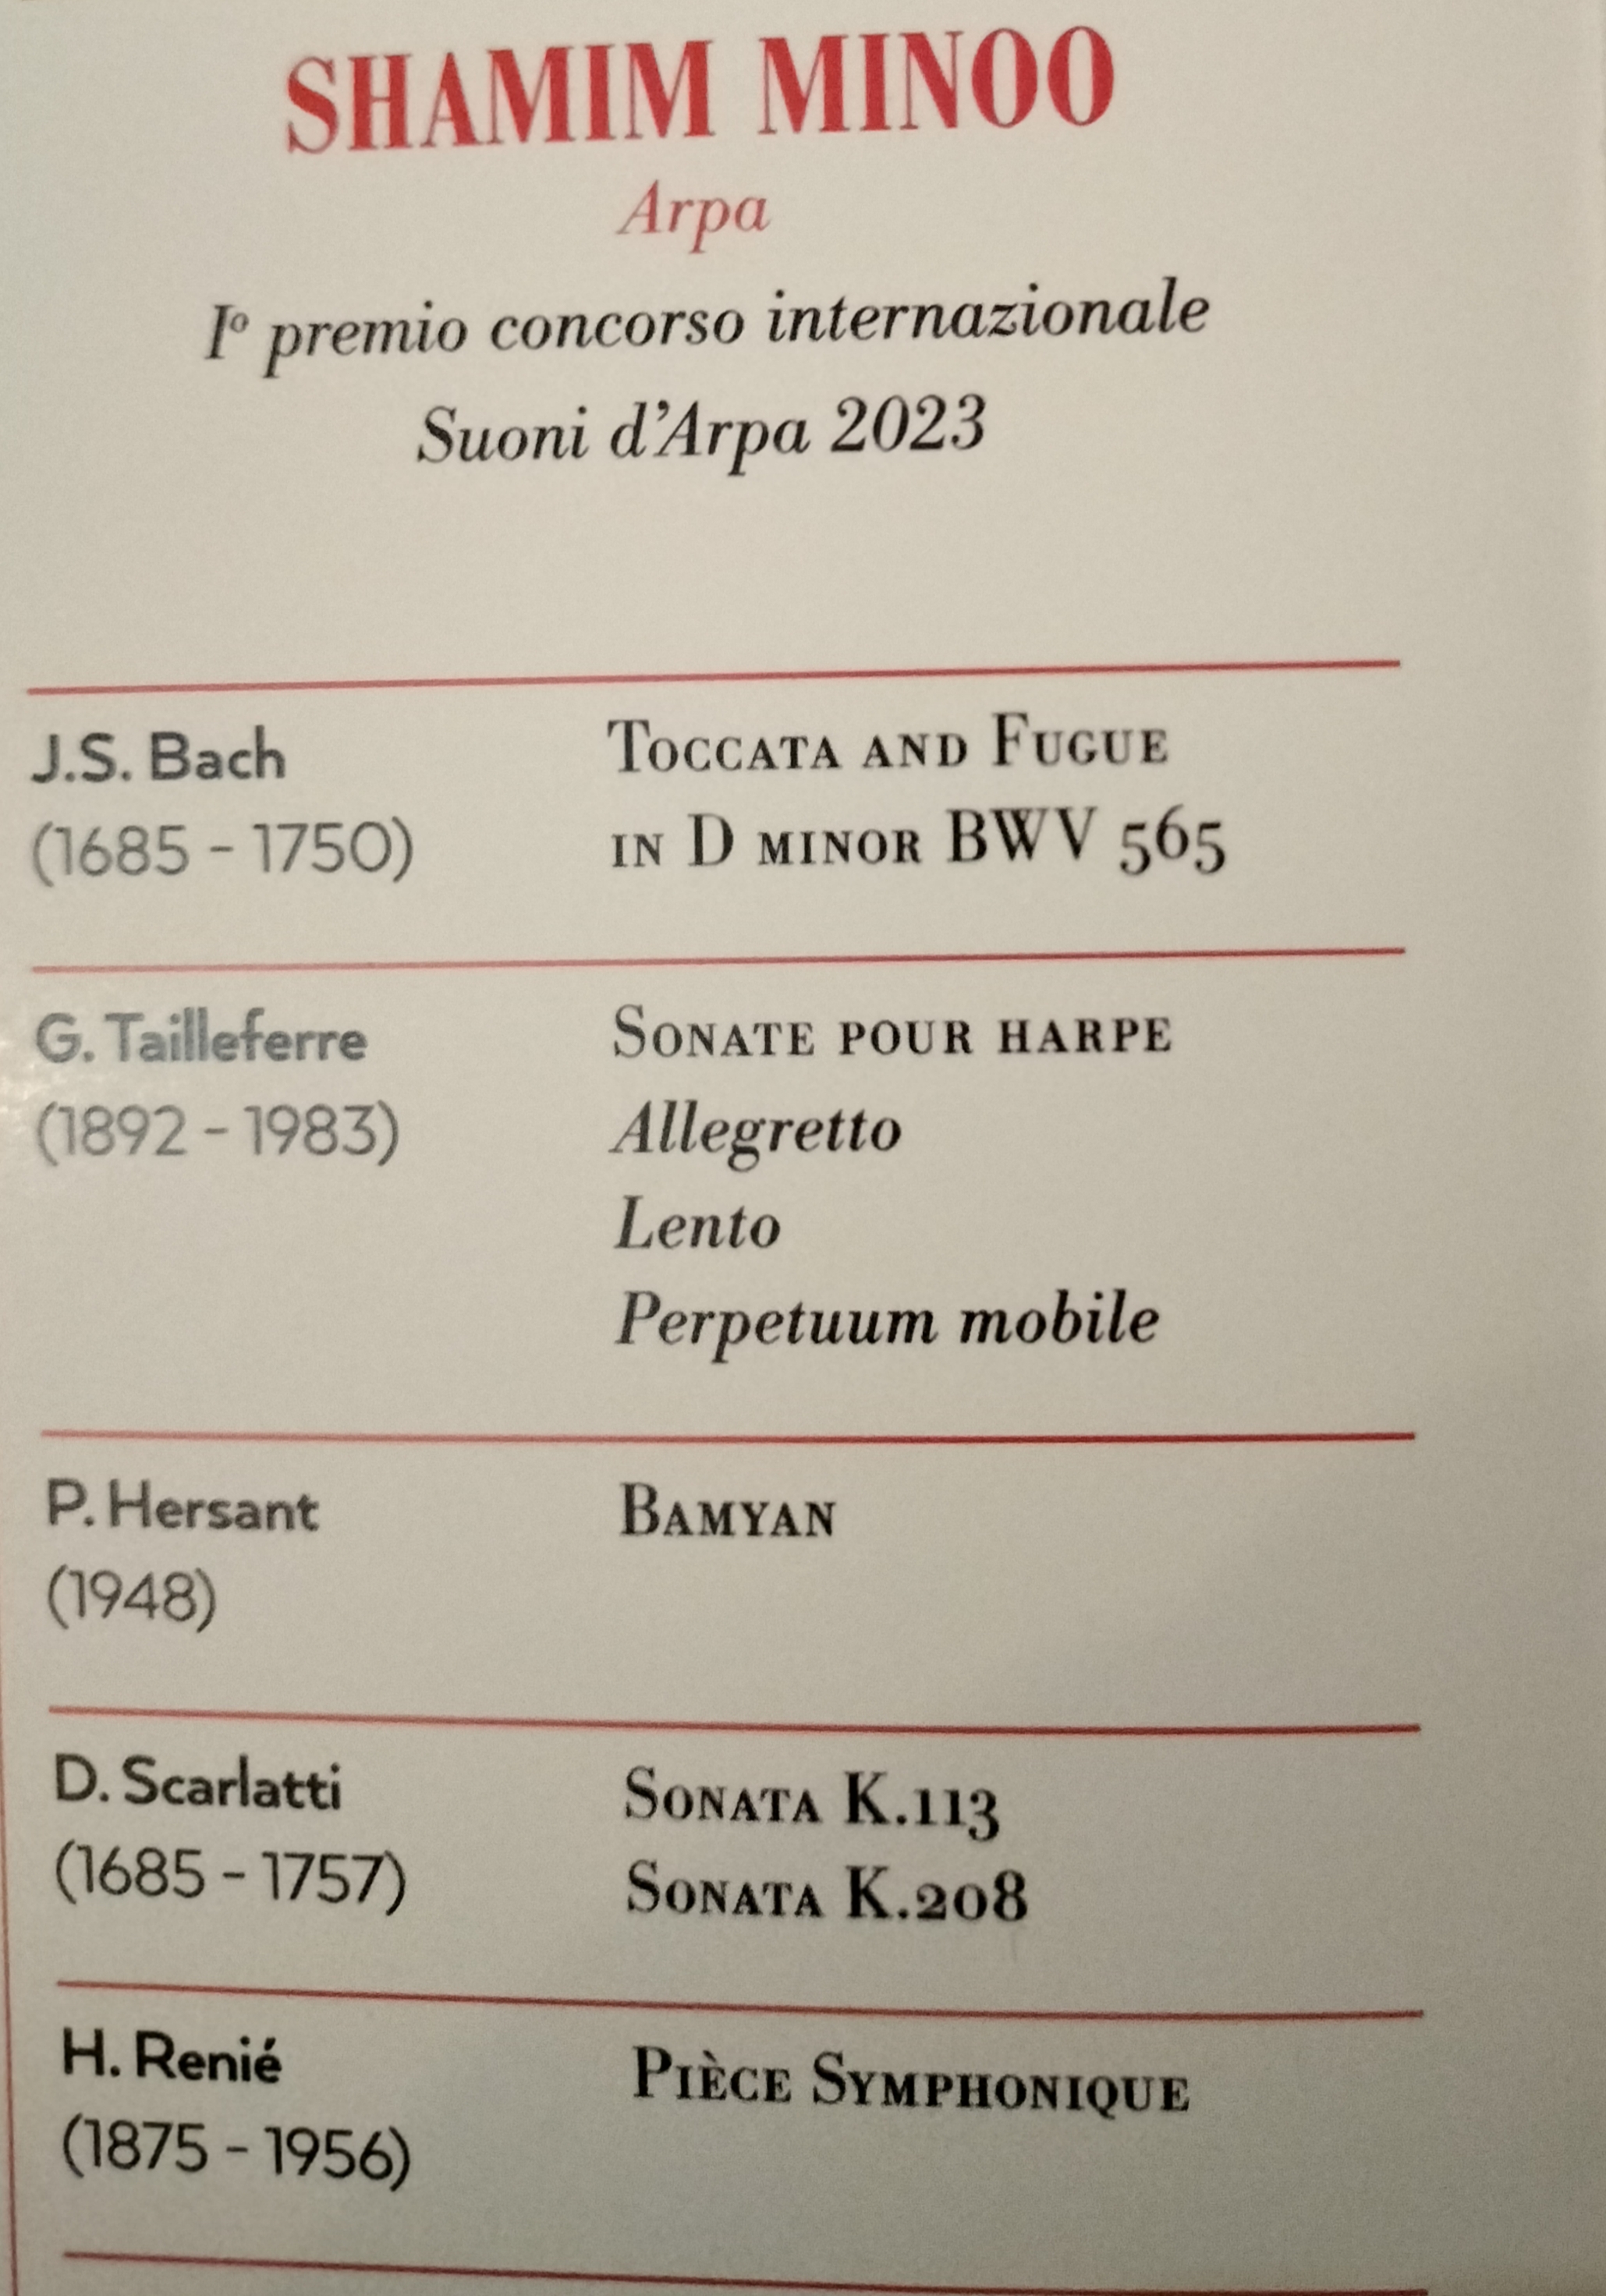 SHAMIM MINOO
Arpa
I° premio concorso internazionale
Suoni d'Arpa 2023
J.S. Bach
(1685 - 1750)
TOCCATA AND FUGUE
IN D MINOR BWV 565
G. Tailleferre
(1892 - 1983)
SONATE POUR HARPE
Allegretto
Lento
Perpetuum mobile
P. Hersant
(1948)
BAMYAN
D. Scarlatti
(1685 - 1757)
SONATA K.113
SONATA K.208
H. Renié
(1875 - 1956)
PIÈCE SYMPHONIQUE